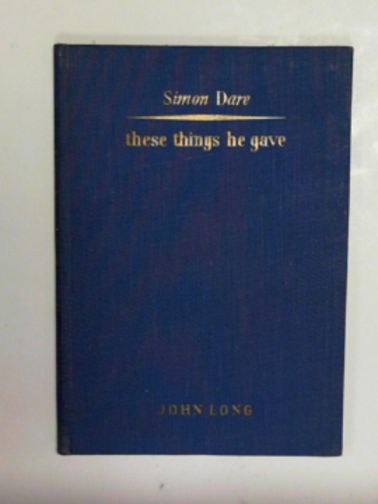 Simon Dare
these things he gave
JOHN LONG